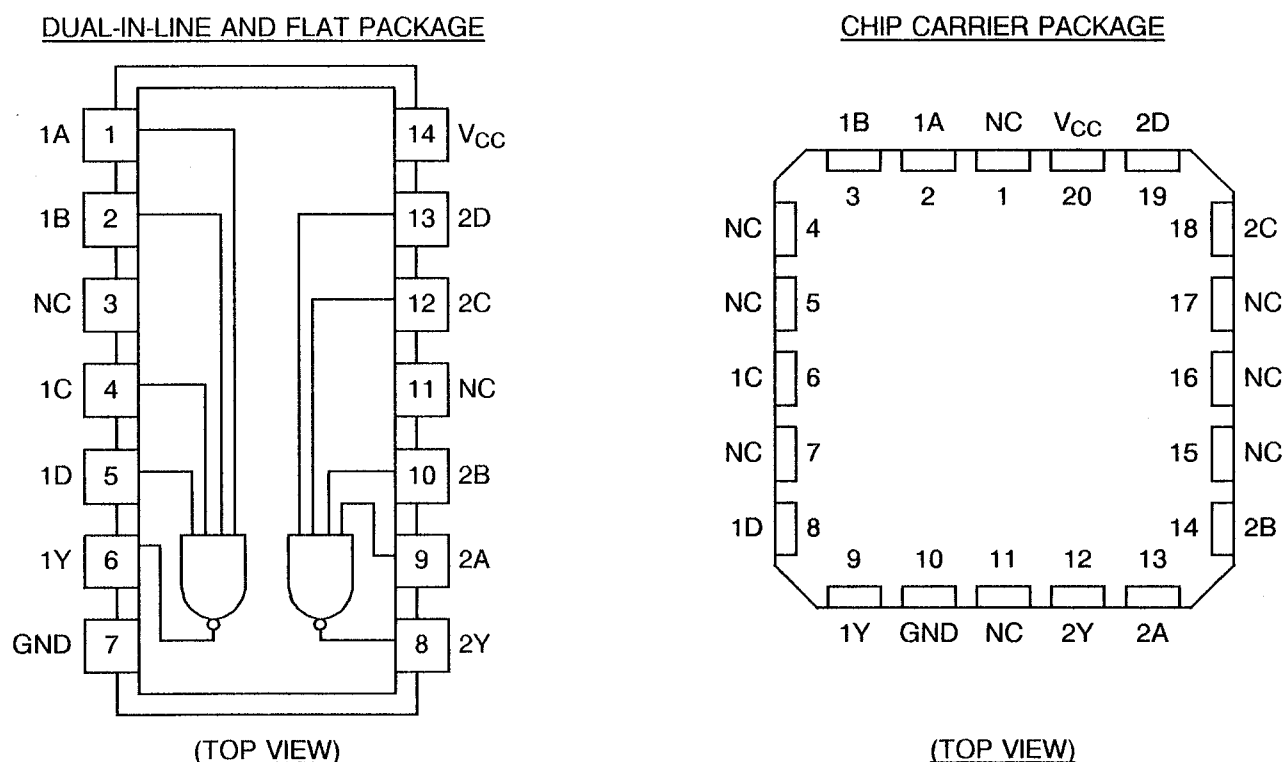 DUAL-IN-LINE AND FLAT PACKAGE
1A 1 14 VCC
1B 2 13 2D
NC 3 12 2C
1C 4 11 NC
1D 5 10 2B
1Y 6 9 2A
GND 7 8 2Y
(TOP VIEW)
CHIP CARRIER PACKAGE
1B 1A NC VCC 2D
3 2 1 20 19
NC 4 18 2C
NC 5 17 NC
1C 6 16 NC
NC 7 15 NC
1D 8 14 2B
9 10 11 12 13
1Y GND NC 2Y 2A
(TOP VIEW)